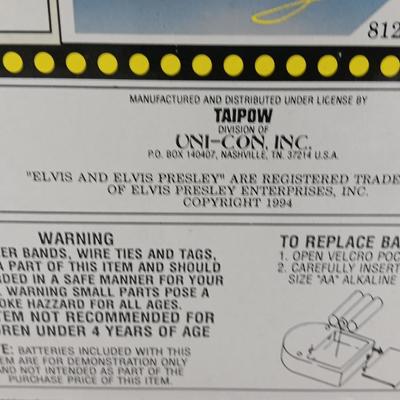 812
MANUFACTURED AND DISTRIBUTED UNDER LICENSE BY
TAIPOW
DIVISION OF
UNI-CON, INC.
P.O. BOX 140407, NASHVILLE, TN. 37214 U.S.A.
"ELVIS AND ELVIS PRESLEY" ARE REGISTERED TRADE
OF ELVIS PRESLEY ENTERPRISES, INC.
COPYRIGHT 1994
WARNING
ER BANDS, WIRE TIES AND TAGS,
A PART OF THIS ITEM AND SHOULD
DED IN A SAFE MANNER FOR YOUR
. WARNING SMALL PARTS POSE A
OKE HAZZARD FOR ALL AGES.
TEM NOT RECOMMENDED FOR
DREN UNDER 4 YEARS OF AGE
E: BATTERIES INCLUDED WITH THIS
EM ARE FOR DEMONSTRATION ONLY
AND NOT INTENDED AS PART OF THE
PURCHASE PRICE OF THIS ITEM.
TO REPLACE BA
1. OPEN VELCRO POC
2. CAREFULLY INSERT
SIZE "AA" ALKALINE